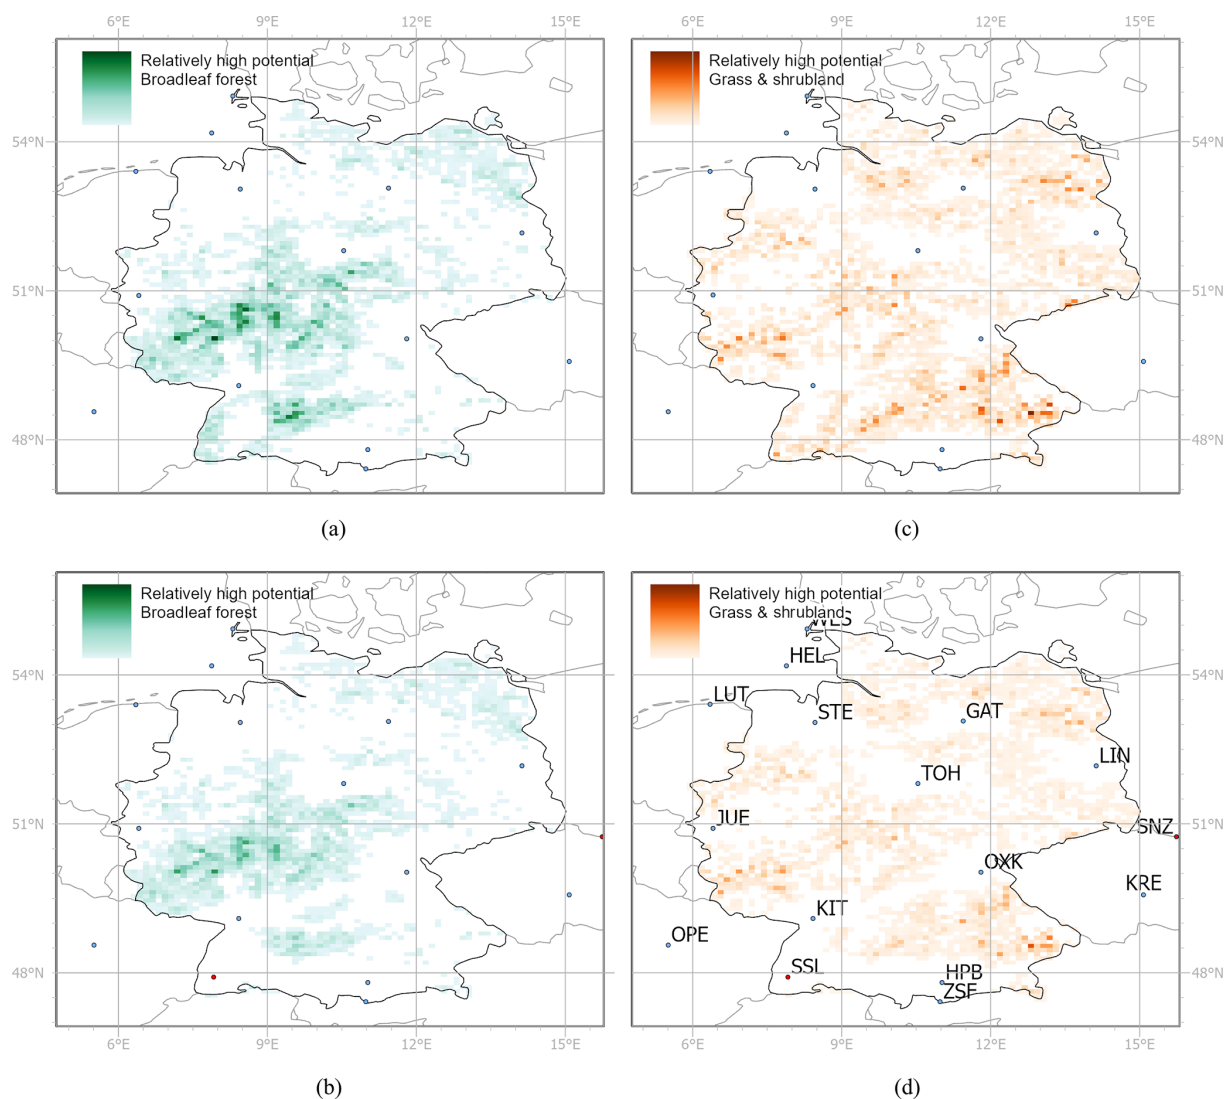 6°E 9°E 12°E 15°E 6°E 9°E 12°E 15°E
Relatively high potential
Broadleaf forest
Relatively high potential
Grass & shrubland
54°N 54°N
51°N 51°N
48°N 48°N
(a) (c)
Relatively high potential
Broadleaf forest
Relatively high potential
Grass & shrubland
WES
HEL
54°N 54°N
LUT
STE GAT
LIN
TOH
JUE
51°N 51°N
SNZ
OXK
KRE
KIT
OPE
SSL
48°N 48°N
HPB
ZSF
6°E 9°E 12°E 15°E 6°E 9°E 12°E 15°E
(b) (d)